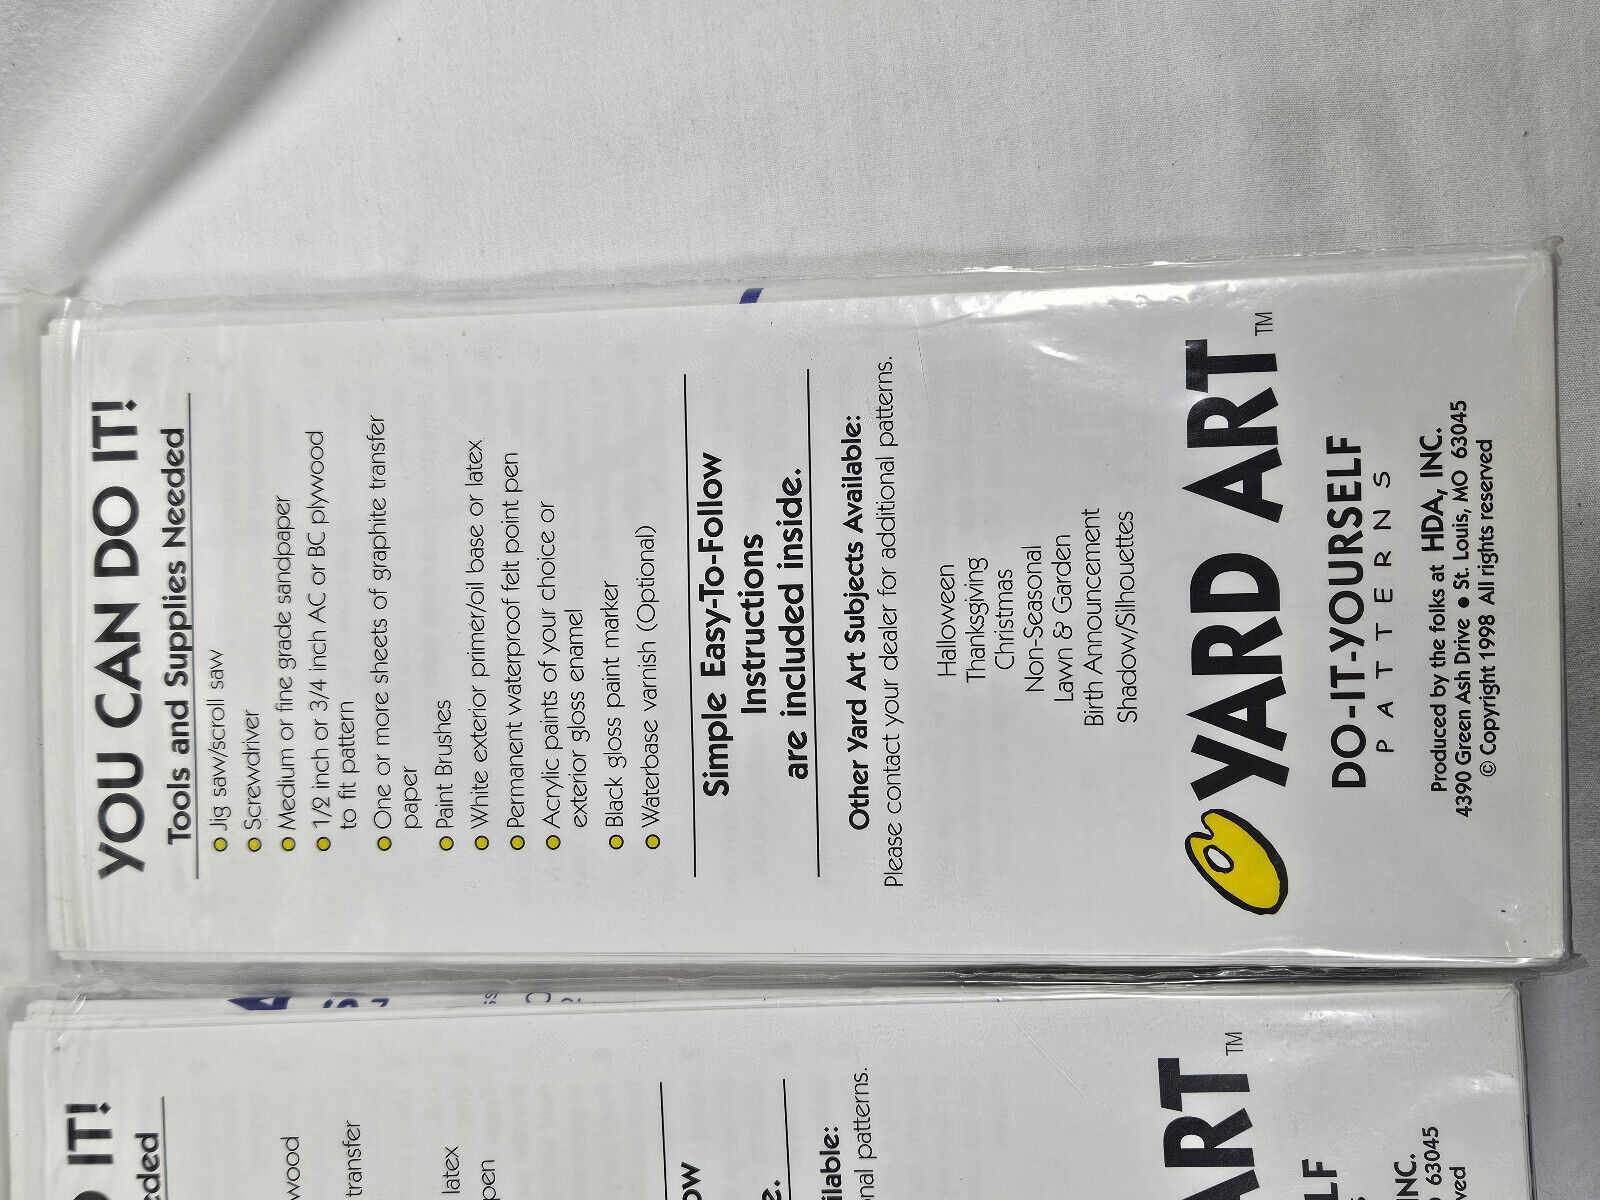 YOU CAN DO IT!
Tools and Supplies Needed
Jig saw/scroll saw
Screwdriver
Medium or fine grade sandpaper
1/2 inch or 3/4 inch AC or BC plywood
to fit pattern
One or more sheets of graphite transfer
paper
Paint Brushes
White exterior primer/oil base or latex
Permanent waterproof felt point pen
Acrylic paints of your choice or
exterior gloss enamel
Black gloss paint marker
Waterbase varnish (Optional)
Simple Easy-To-Follow
Instructions
are included inside.
Other Yard Art Subjects Available:
Please contact your dealer for additional patterns.
Halloween
Thanksgiving
Christmas
Non-Seasonal
Lawn & Garden
Birth Announcement
Shadow/Silhouettes
YARD ART™
DO-IT-YOURSELF
PATTERNS
Produced by the folks at HDA, INC.
4390 Green Ash Drive ● St. Louis, MO 63045
© Copyright 1998 All rights reserved
IT!
eded
wood
transfer
latex
pen
ow
e.
ilable:
nal patterns.
ART™
LF
S
INC.
63045
ved